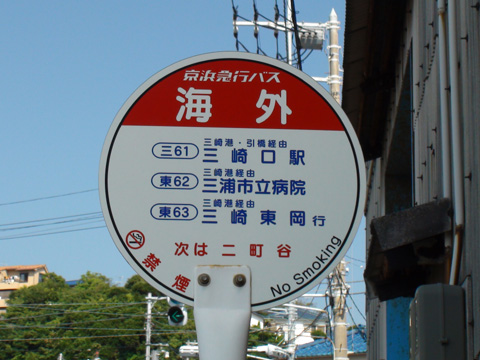 京浜急行バス
海外
三崎港・引橋経由
三61 三崎口駅
三崎港経由
東62 三浦市立病院
三崎港経由
東63 三崎東岡行
次は二町谷
禁煙
No Smoking